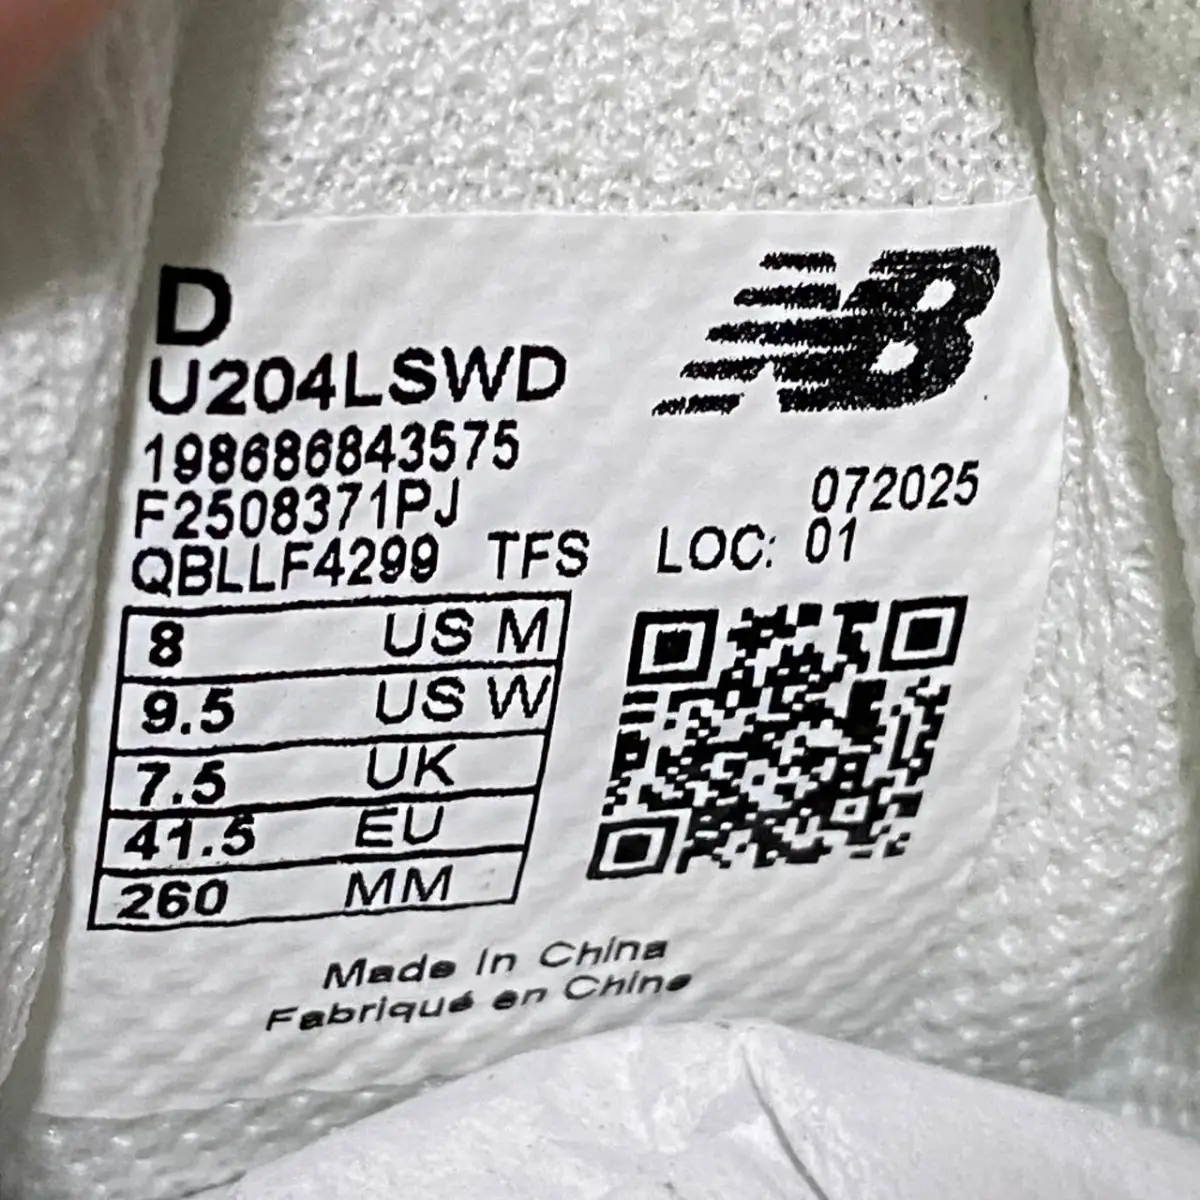 D
U204LSWD
198686843575
F2508371PJ 072025
QBLLF4299 TFS LOC: 01
8 US M
9.5 US W
7.5 UK
41.5 EU
260 MM
Made in China
Fabriqué en Chine
NB